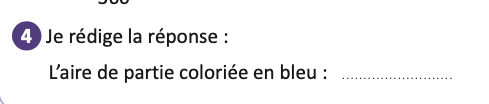 4 Je rédige la réponse :
L'aire de partie coloriée en bleu : ..........................